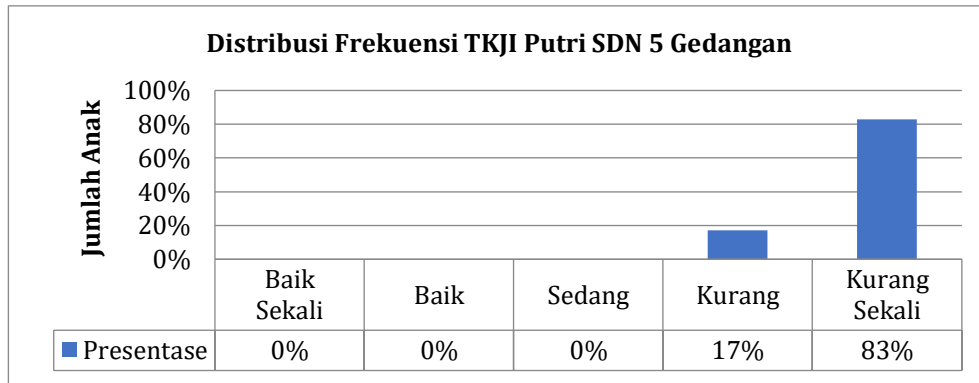 Distribusi Frekuensi TKJI Putri SDN 5 Gedangan
Jumlah Anak
100%
80%
60%
40%
20%
0%
Baik Sekali
Baik
Sedang
Kurang
Kurang Sekali
Presentase 0% 0% 0% 17% 83%